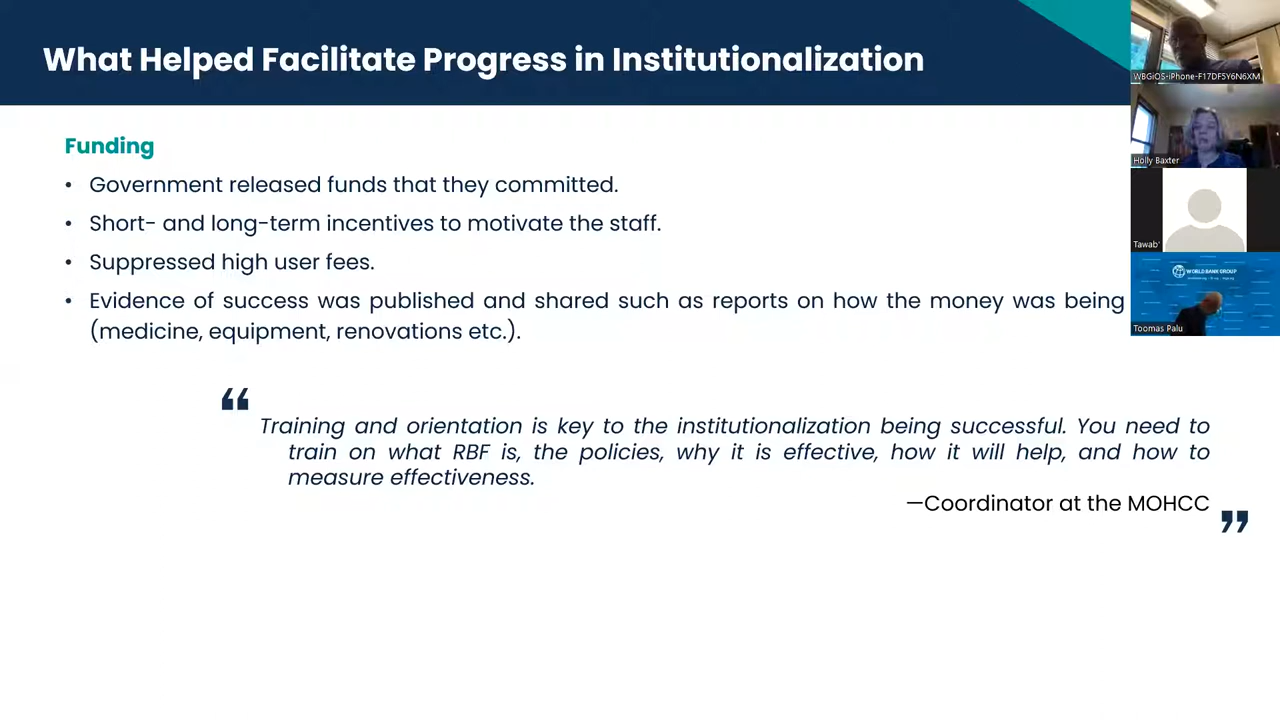 What Helped Facilitate Progress in Institutionalization
WBGiOS-iPhone-F17DF5Y6N6XM
Holly Baxter
Tawab'
WORLD BANK GROUP
Toomas Palu
Funding
• Government released funds that they committed.
• Short- and long-term incentives to motivate the staff.
• Suppressed high user fees.
• Evidence of success was published and shared such as reports on how the money was being
(medicine, equipment, renovations etc.).
“
Training and orientation is key to the institutionalization being successful. You need to
train on what RBF is, the policies, why it is effective, how it will help, and how to
measure effectiveness.
—Coordinator at the MOHCC
”